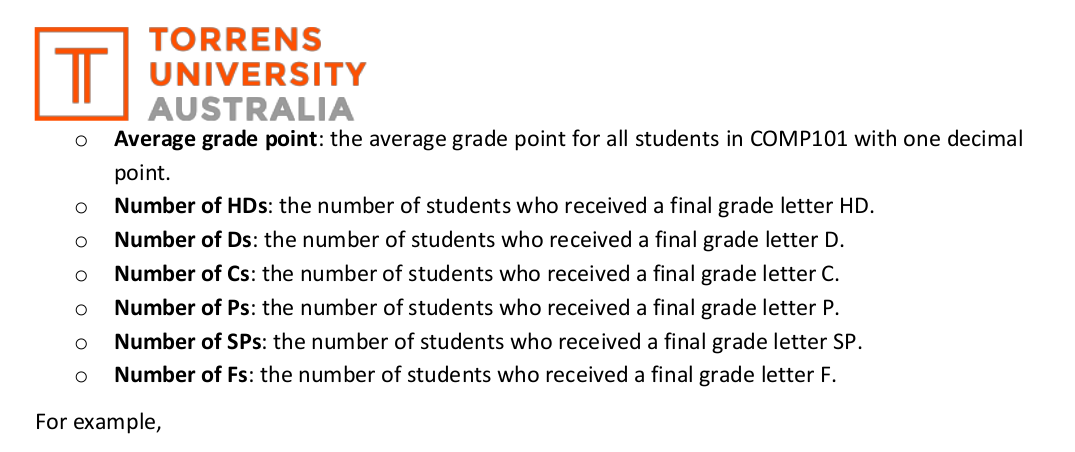 TORRENS
UNIVERSITY
AUSTRALIA
o Average grade point: the average grade point for all students in COMP101 with one decimal
point.
o Number of HDs: the number of students who received a final grade letter HD.
o Number of Ds: the number of students who received a final grade letter D.
o Number of Cs: the number of students who received a final grade letter C.
o Number of Ps: the number of students who received a final grade letter P.
o Number of SPs: the number of students who received a final grade letter SP.
o Number of Fs: the number of students who received a final grade letter F.
For example,